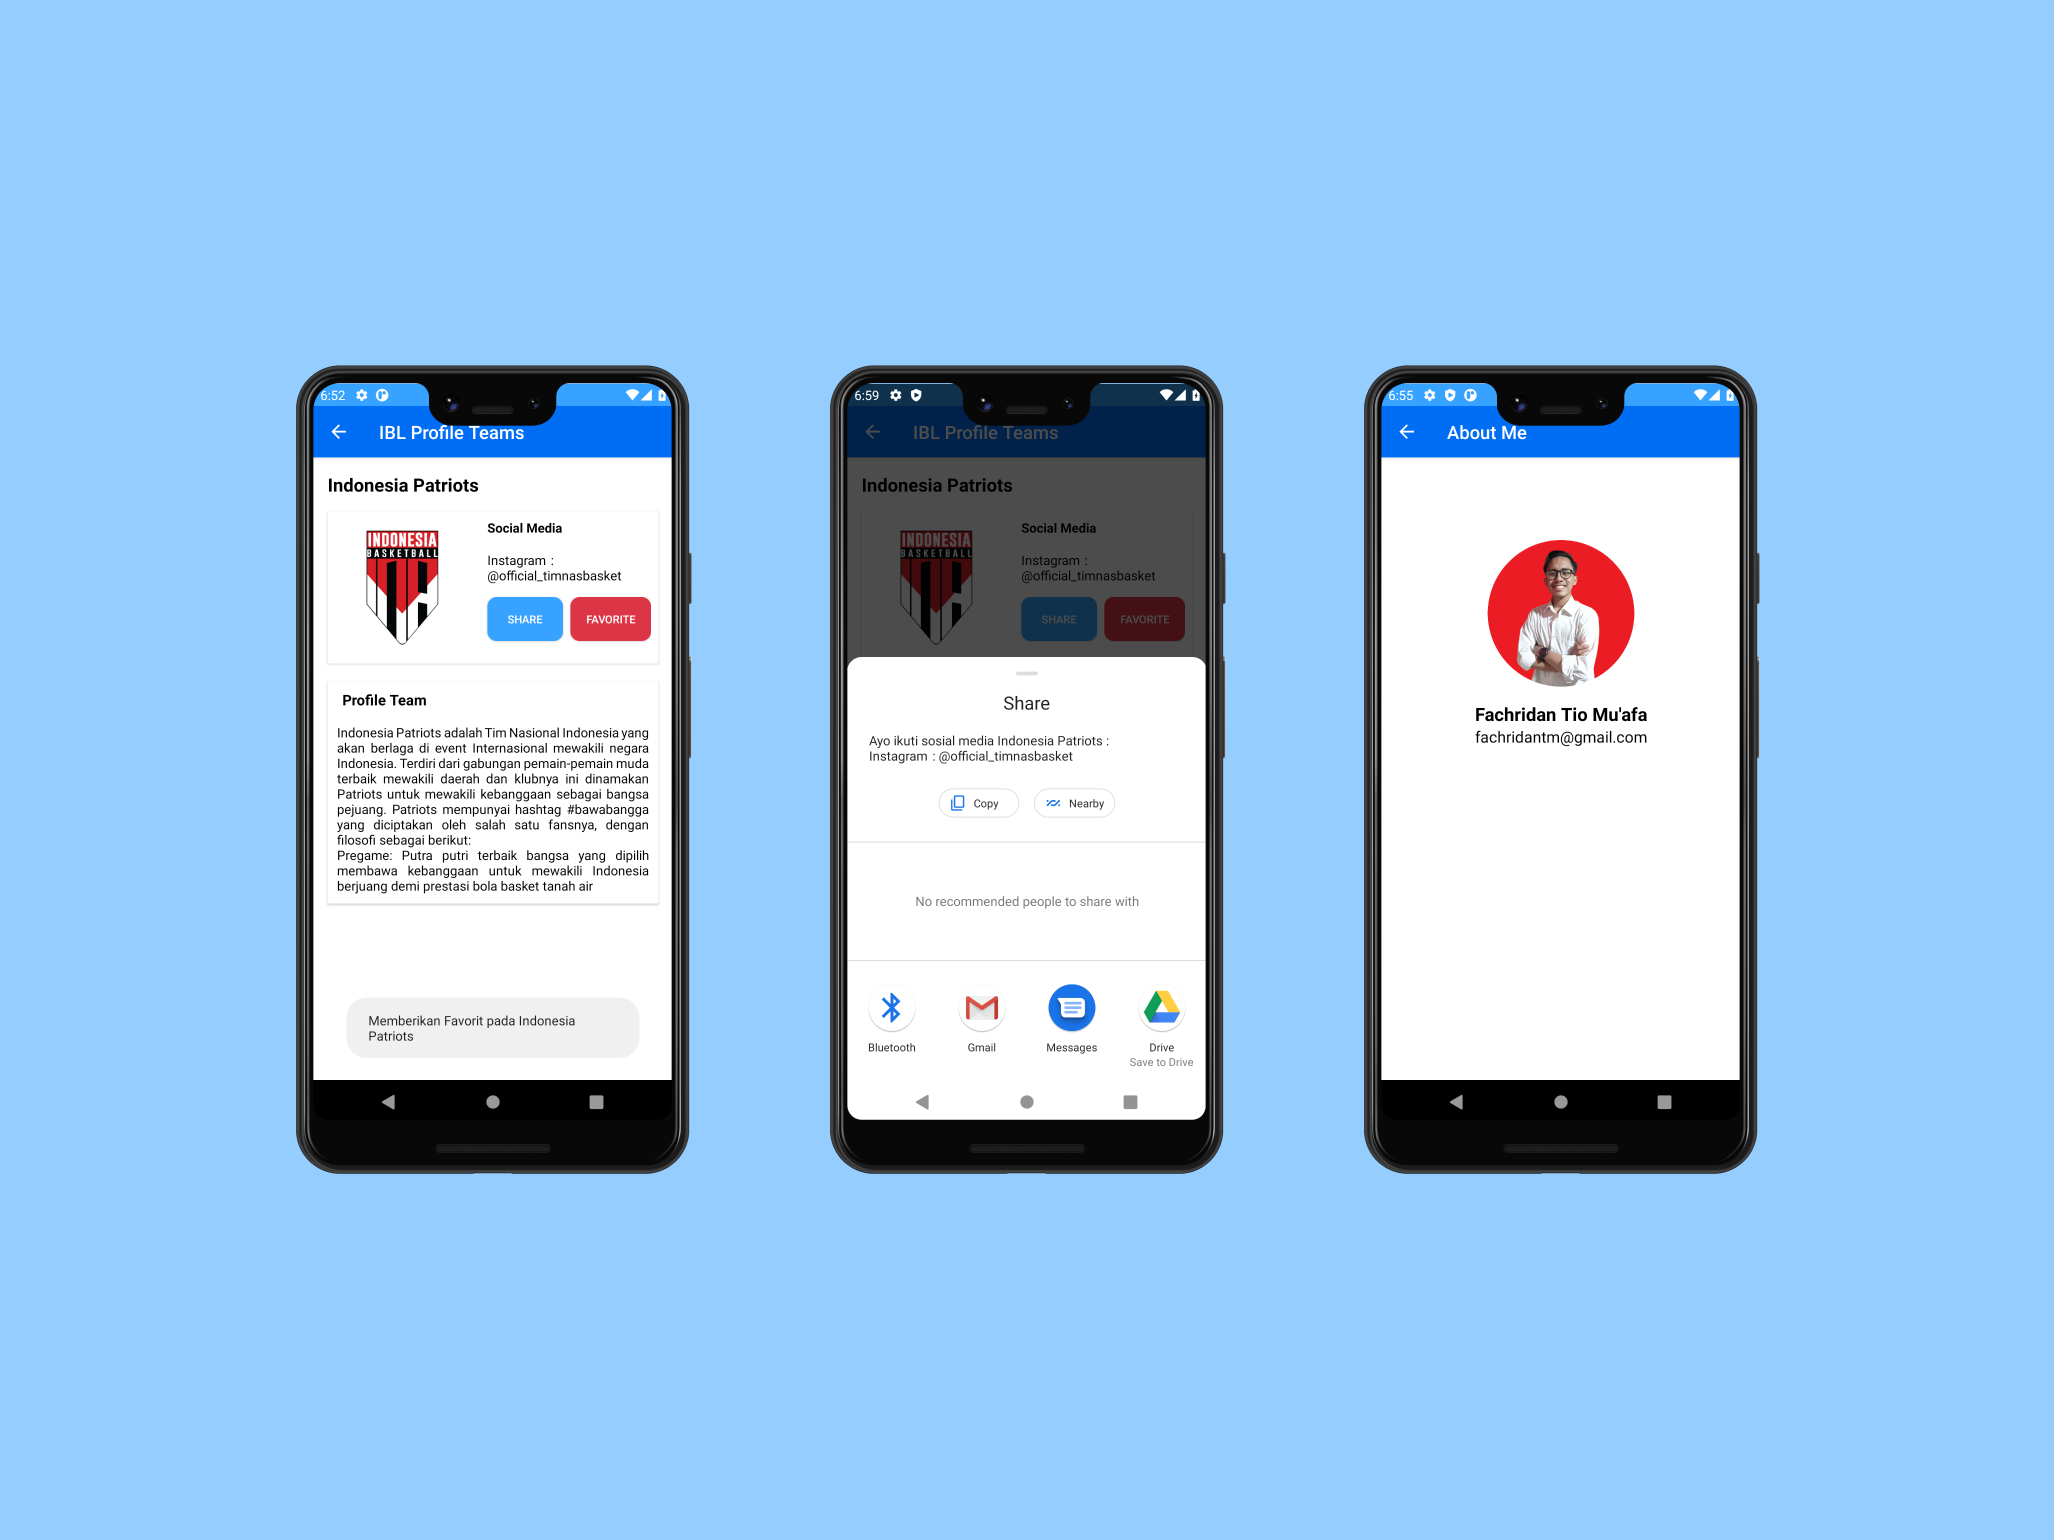 6:52
IBL Profile Teams
Indonesia Patriots
INDONESIA
BASKETBALL
Social Media
Instagram :
@official_timnasbasket
SHARE
FAVORITE
Profile Team
Indonesia Patriots adalah Tim Nasional Indonesia yang
akan berlaga di event Internasional mewakili negara
Indonesia. Terdiri dari gabungan pemain-pemain muda
terbaik mewakili daerah dan klubnya ini dinamakan
Patriots untuk mewakili kebanggaan sebagai bangsa
pejuang. Patriots mempunyai hashtag #bawabangga
yang diciptakan oleh salah satu fansnya, dengan
filosofi sebagai berikut:
Pregame: Putra putri terbaik bangsa yang dipilih
membawa kebanggaan untuk mewakili Indonesia
berjuang demi prestasi bola basket tanah air
Memberikan Favorit pada Indonesia
Patriots
6:59
IBL Profile Teams
Indonesia Patriots
INDONESIA
BASKETBALL
Social Media
Instagram :
@official_timnasbasket
SHARE
FAVORITE
Share
Ayo ikuti sosial media Indonesia Patriots :
Instagram : @official_timnasbasket
Copy
Nearby
No recommended people to share with
Bluetooth
Gmail
Messages
Drive
Save to Drive
6:55
About Me
Fachridan Tio Mu'afa
fachridantm@gmail.com